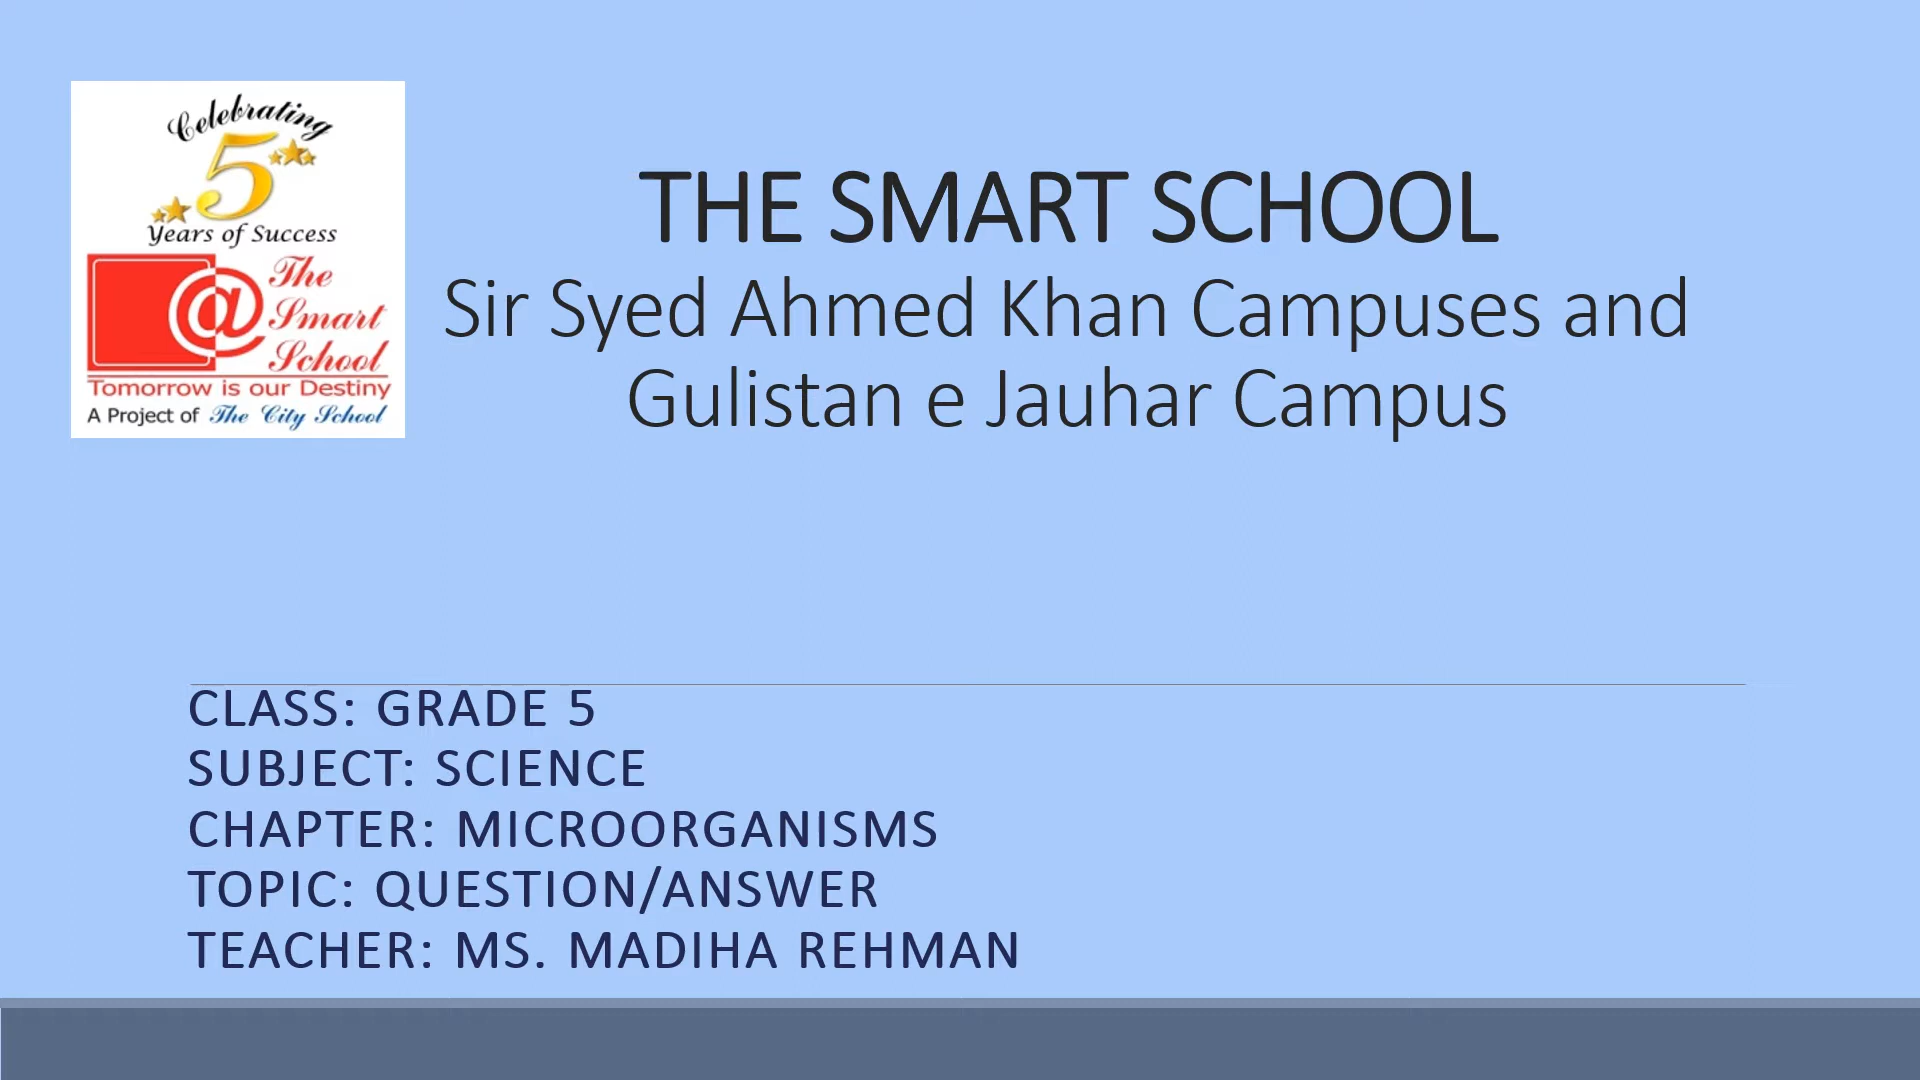 Celebrating
5
Years of Success
@ The
Smart
School
Tomorrow is our Destiny
A Project of The City School
THE SMART SCHOOL
Sir Syed Ahmed Khan Campuses and
Gulistan e Jauhar Campus
CLASS: GRADE 5
SUBJECT: SCIENCE
CHAPTER: MICROORGANISMS
TOPIC: QUESTION/ANSWER
TEACHER: MS. MADIHA REHMAN